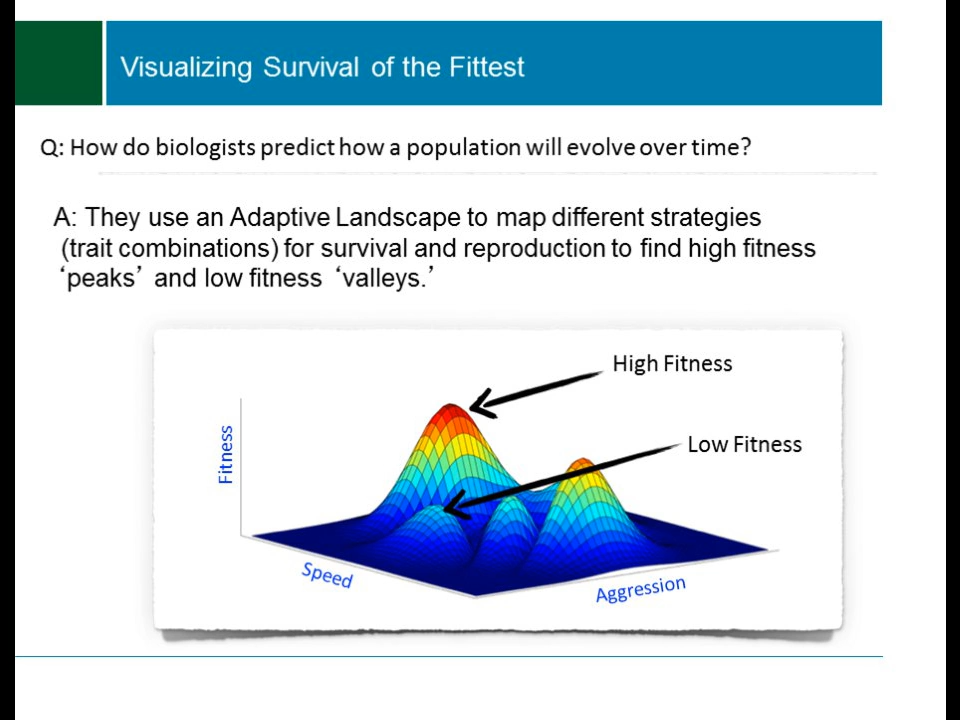 Visualizing Survival of the Fittest
Q: How do biologists predict how a population will evolve over time?
A: They use an Adaptive Landscape to map different strategies
(trait combinations) for survival and reproduction to find high fitness
‘peaks’ and low fitness ‘valleys.’
High Fitness
Low Fitness
Fitness
Speed
Aggression